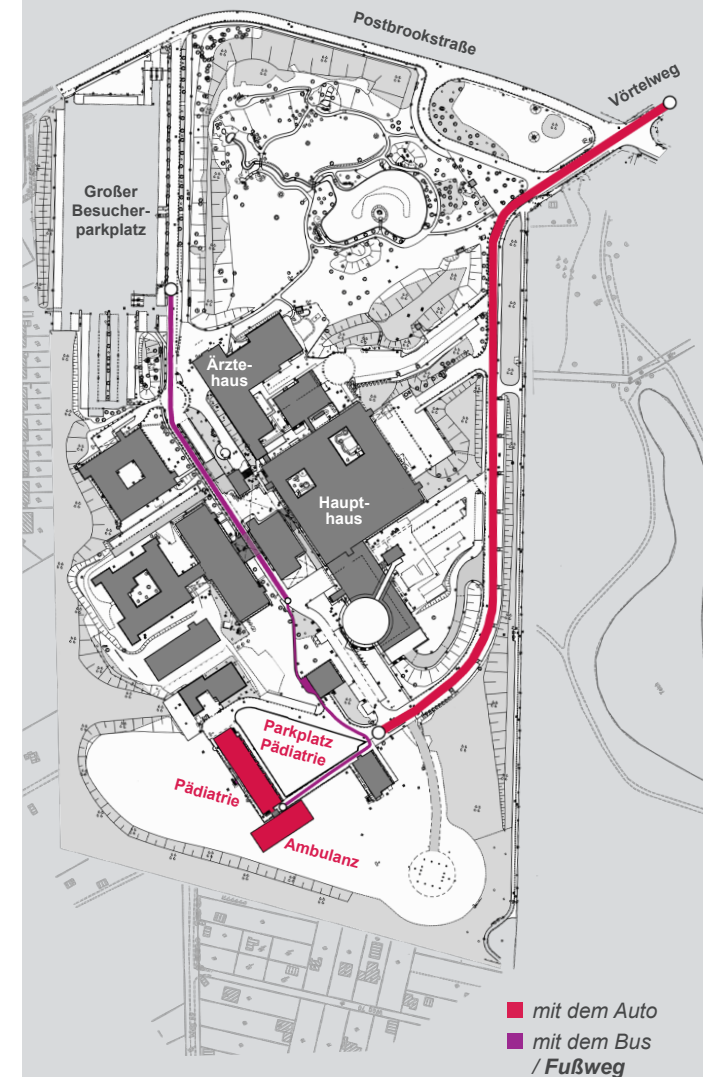 Postbrookstraße
Vörtelweg
Großer
Besucher-
parkplatz
Ärzte-
haus
Haupt-
haus
Parkplatz
Pädiatrie
Pädiatrie
Ambulanz
mit dem Auto
mit dem Bus
/ Fußweg